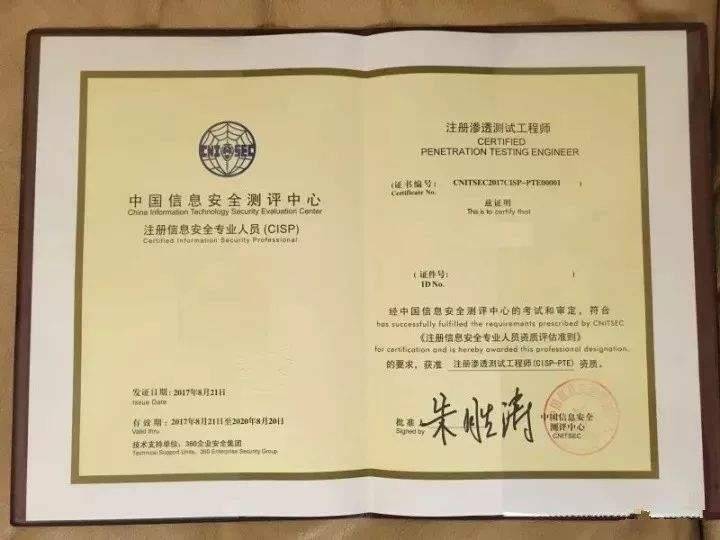 CNITSEC
中国信息安全测评中心
China Information Technology Security Evaluation Center
注册信息安全专业人员(CISP)
Certified Information Security Professional
发证日期：2017年8月21日
Issue Date
有效期：2017年8月21日至2020年8月20日
Valid thru
技术支持单位：360企业安全集团
Technical Support Units：360 Enterprise Security Group
注册渗透测试工程师
CERTIFIED
PENETRATION TESTING ENGINEER
(证书编号： CNITSEC2017CISP-PTE00001 )
Certificate No.
兹证明
This is to certify that
(证件号: )
ID No.
经中国信息安全测评中心的考试和审定，符合
has successfully fulfilled the requirements prescribed by CNITSEC
《注册信息安全专业人员资质评估准则》
for certification and is hereby awarded this professional designation.
的要求，获准 注册渗透测试工程师(CISP-PTE) 资质。
批准
Signed by
朱胜涛
中国信息安全
测评中心
CNITSEC